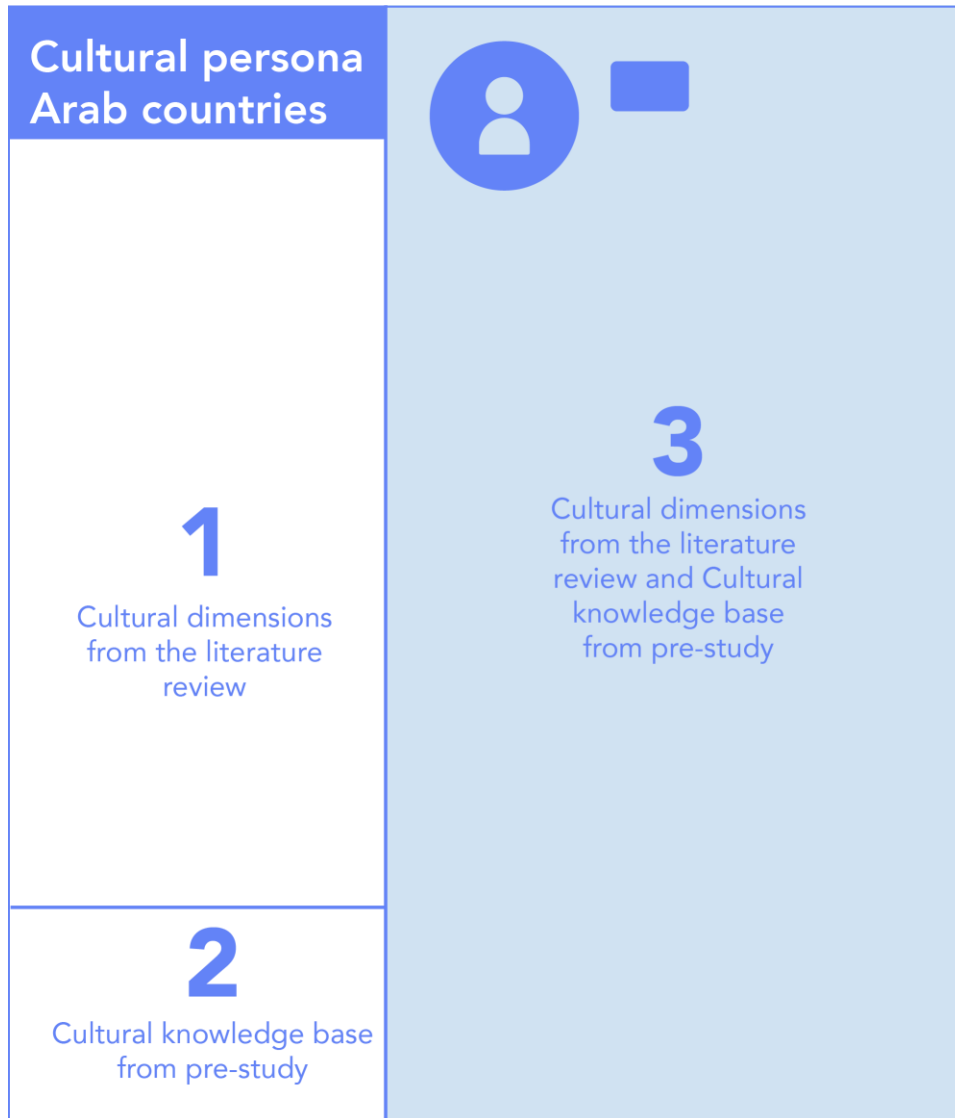 Cultural persona
Arab countries
1
Cultural dimensions
from the literature
review
2
Cultural knowledge base
from pre-study
3
Cultural dimensions
from the literature
review and Cultural
knowledge base
from pre-study